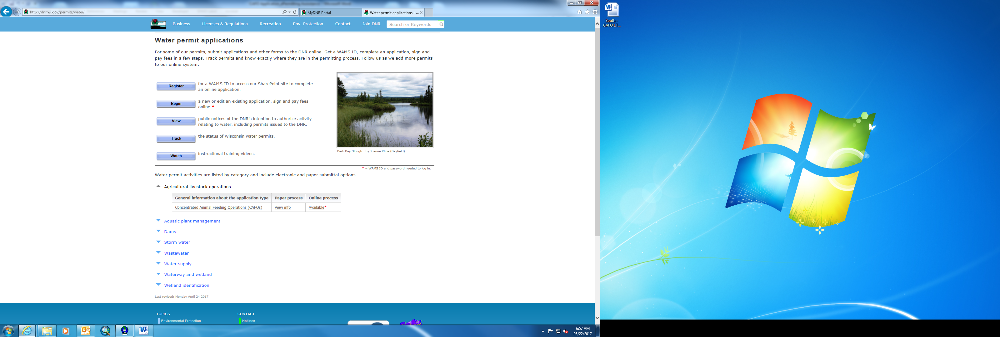 http://dnr.wi.gov/permits/water/
MyDNR Portal
Water permit applications - ...
Business
Licenses & Regulations
Recreation
Env. Protection
Contact
Join DNR
Search or Keywords
Water permit applications
For some of our permits, submit applications and other forms to the DNR online. Get a WAMS ID, complete an application, sign and
pay fees in a few steps. Track permits and know exactly where they are in the permitting process. Follow us as we add more permits
to our online system.
Register
for a WAMS ID to access our SharePoint site to complete
an online application.
Begin
a new or edit an existing application, sign and pay fees
online.*
View
public notices of the DNR's intention to authorize activity
relating to water, including permits issued to the DNR.
Track
the status of Wisconsin water permits.
Watch
instructional training videos.
Bark Bay Slough - by Joanne Kline (Bayfield)
* = WAMS ID and password needed to log in.
Water permit activities are listed by category and include electronic and paper submittal options.
Agricultural livestock operations
General information about the application type Paper process Online process
Concentrated Animal Feeding Operations (CAFOs) View info Available*
Aquatic plant management
Dams
Storm water
Wastewater
Water supply
Waterway and wetland
Wetland identification
Last revised: Monday April 24 2017
TOPICS
Environmental Protection
CONTACT
Hotlines
6:57 AM
05/22/2017
South -
CAFO LT...